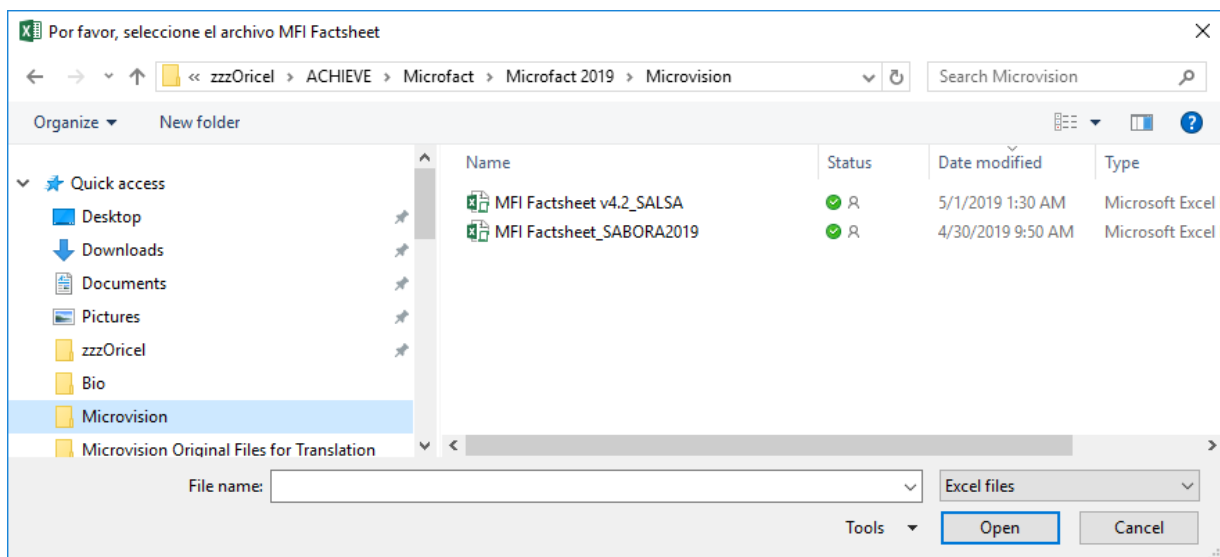 Por favor, seleccione el archivo MFI Factsheet
« zzzOricel > ACHIEVE > Microfact > Microfact 2019 > Microvision
Search Microvision
Organize New folder
Name Status Date modified Type
Quick access
Desktop
Downloads
Documents
Pictures
zzzOricel
Bio
Microvision
Microvision Original Files for Translation
MFI Factsheet v4.2_SALSA 5/1/2019 1:30 AM Microsoft Excel
MFI Factsheet_SABORA2019 4/30/2019 9:50 AM Microsoft Excel
File name: Excel files
Tools Open Cancel